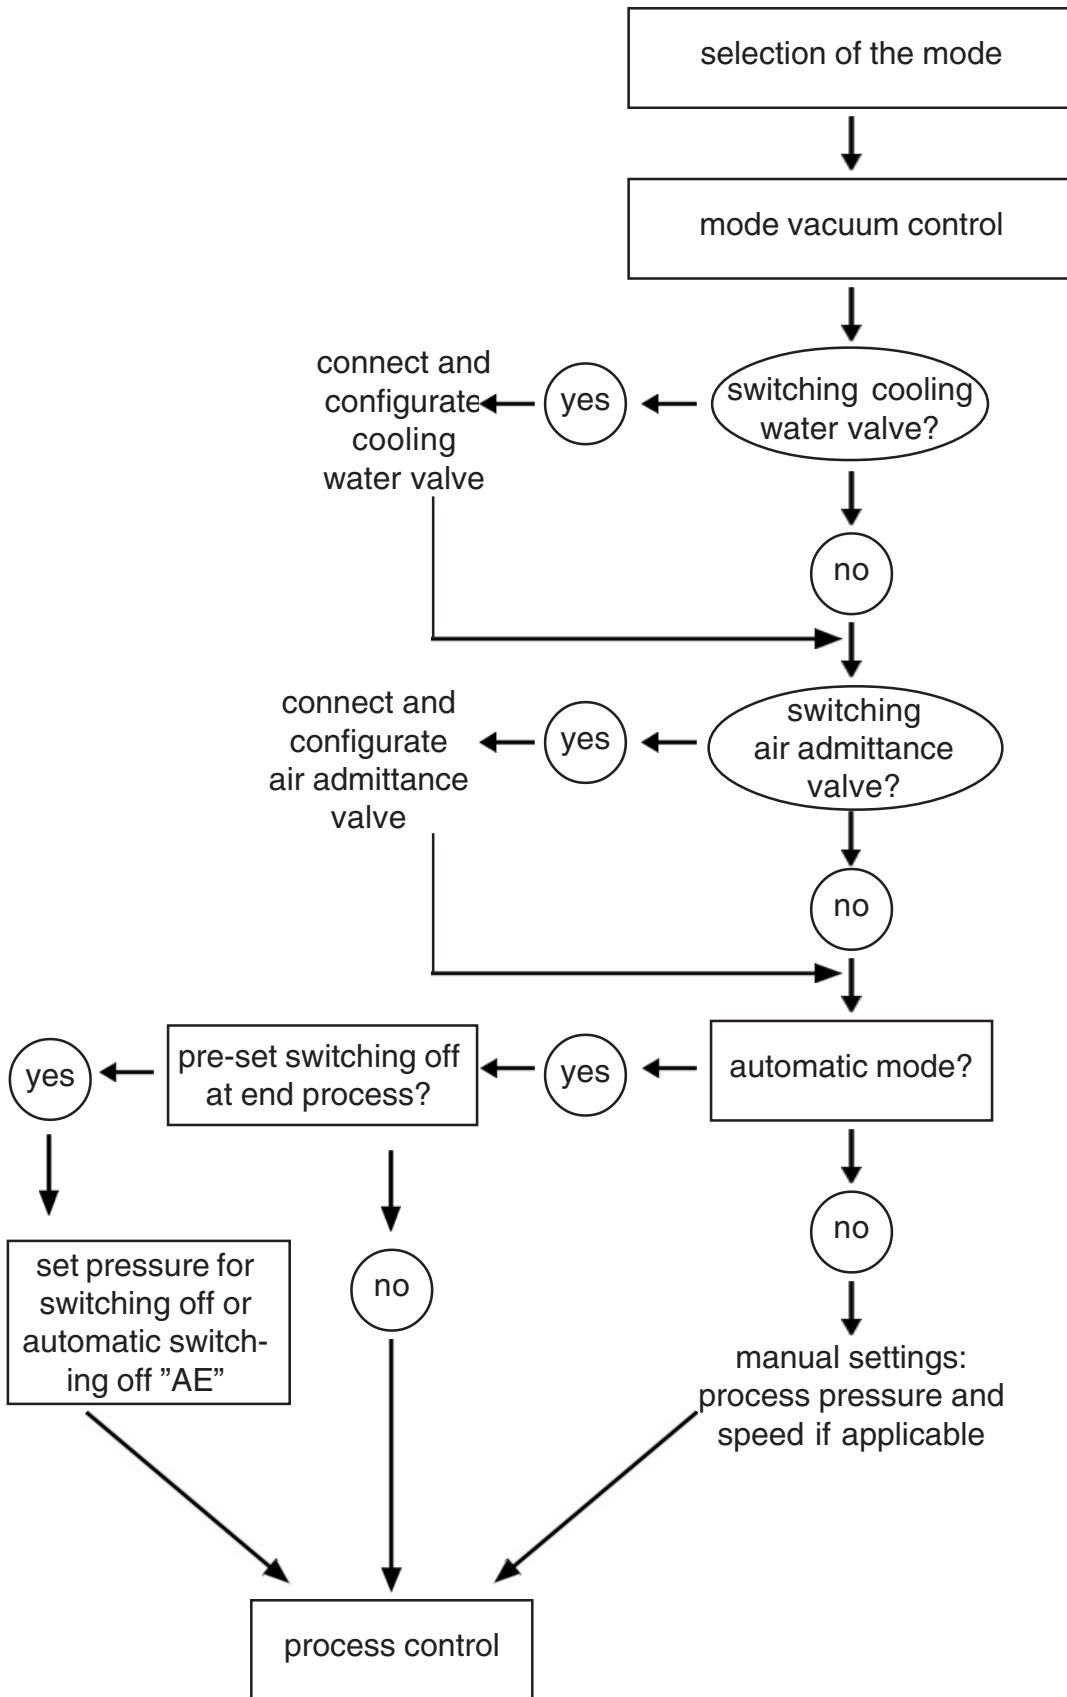 selection of the mode
mode vacuum control
switching cooling
water valve?
yes
connect and
configurate
cooling
water valve
no
switching
air admittance
valve?
yes
connect and
configurate
air admittance
valve
no
automatic mode?
yes
pre-set switching off
at end process?
yes
no
no
set pressure for
switching off or
automatic switch-
ing off ”AE”
manual settings:
process pressure and
speed if applicable
process control